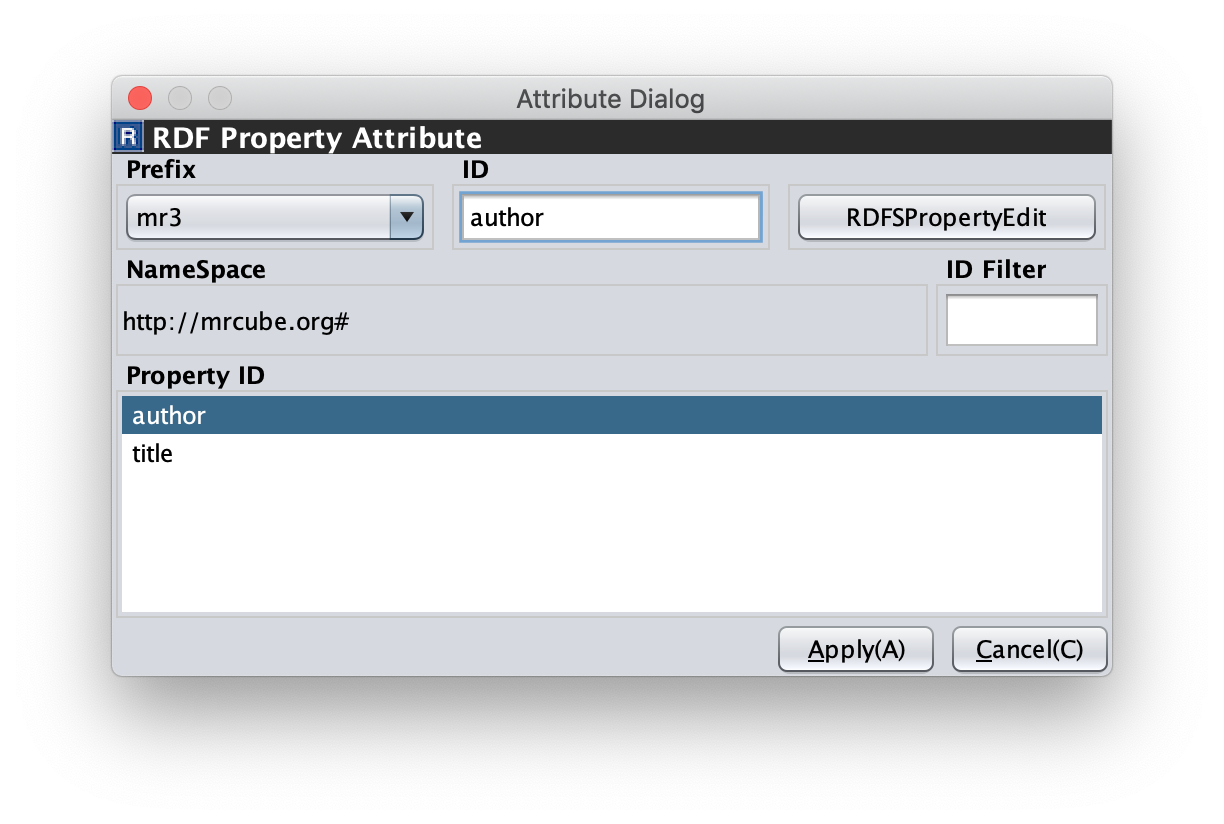 Attribute Dialog
R RDF Property Attribute
Prefix ID
mr3 author RDFSPropertyEdit
NameSpace ID Filter
http://mrcube.org#
Property ID
author
title
Apply(A) Cancel(C)